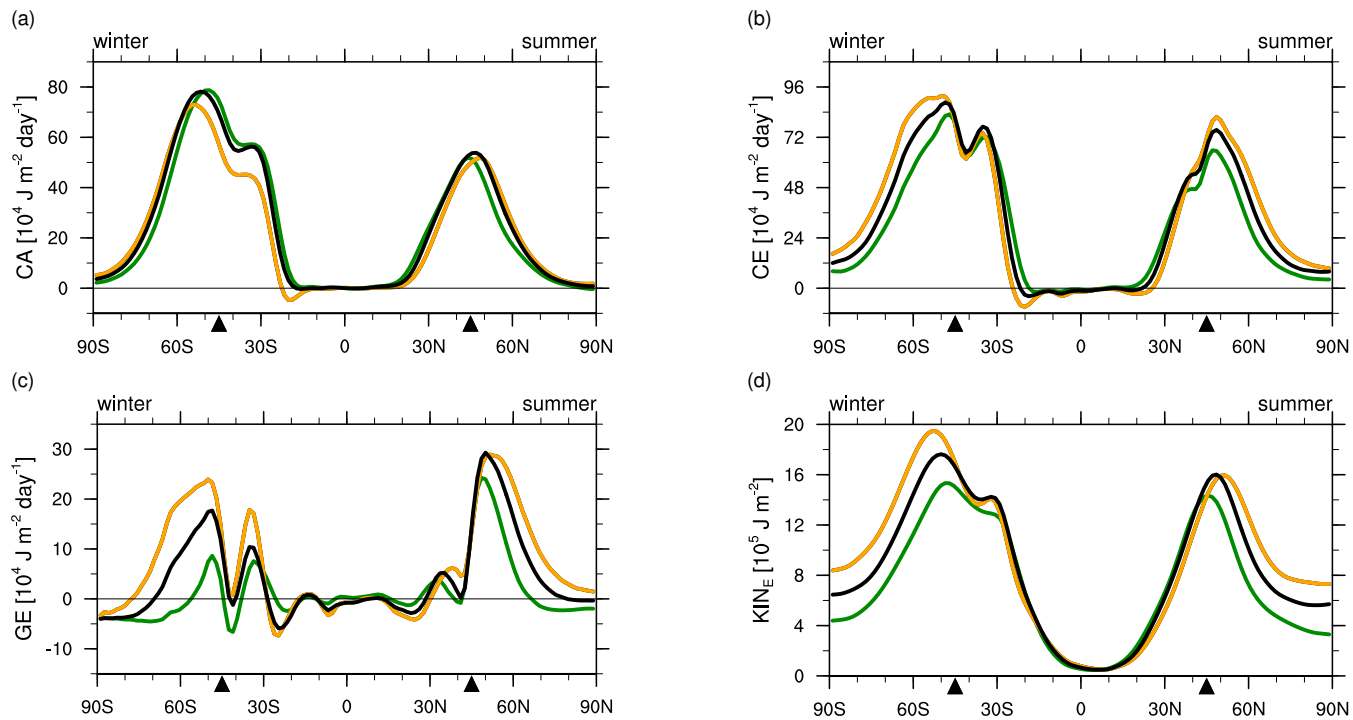 (a)
winter summer
CA [10⁴ J m⁻² day⁻¹]
80
60
40
20
0
90S 60S 30S 0 30N 60N 90N
(b)
winter summer
CE [10⁴ J m⁻² day⁻¹]
96
72
48
24
0
90S 60S 30S 0 30N 60N 90N
(c)
winter summer
GE [10⁴ J m⁻² day⁻¹]
30
20
10
0
-10
90S 60S 30S 0 30N 60N 90N
(d)
winter summer
KIN_E [10⁵ J m⁻²]
20
16
12
8
4
0
90S 60S 30S 0 30N 60N 90N